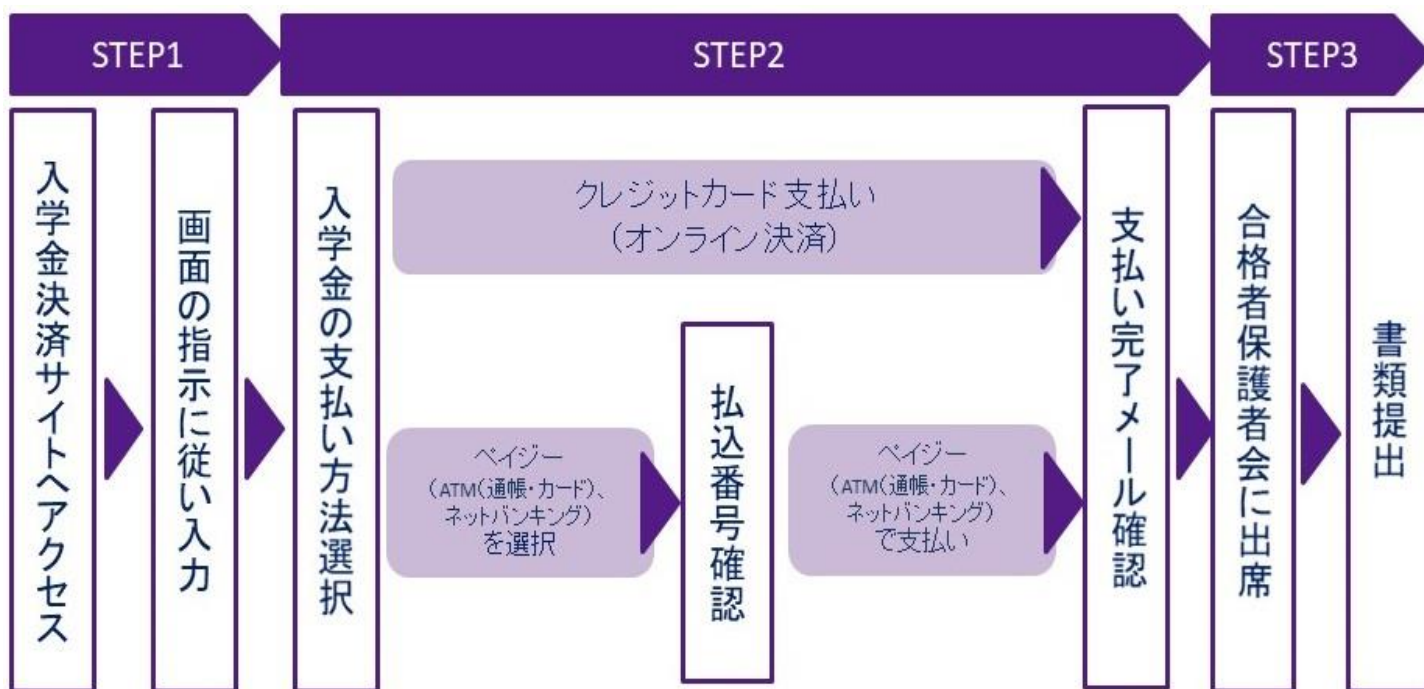 STEP1
STEP2
STEP3
入学金決済サイトへアクセス
画面の指示に従い入力
入学金の支払い方法選択
クレジットカード支払い
(オンライン決済)
ペイジー
(ATM(通帳・カード)、
ネットバンキング)
を選択
払込番号確認
ペイジー
(ATM(通帳・カード)、
ネットバンキング)
で支払い
支払い完了メール確認
合格者保護者会に出席
書類提出